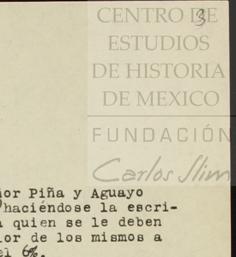 3
CENTRO DE
ESTUDIOS
DE HISTORIA
DE MEXICO
FUNDACIÓN
Carlos Slim
ñor Piña y Aguayo
haciéndose la escri-
a quien se le deben
lor de los mismos a
el 6%.